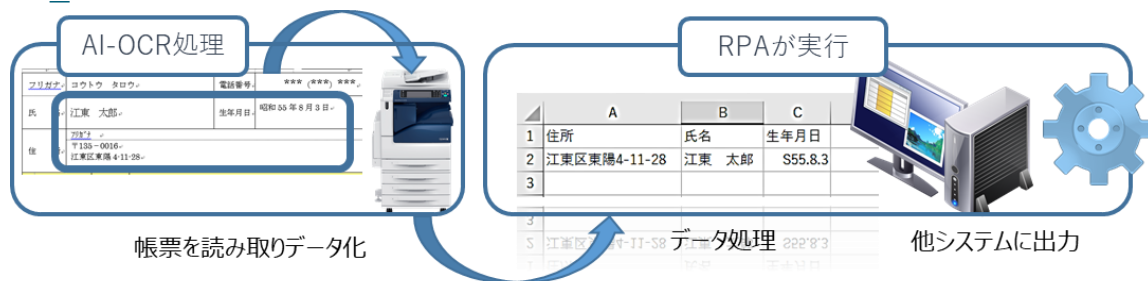 AI-OCR処理
フリガナ コウトウ タロウ 電話番号 *** (***) ***
氏 江東 太郎 生年月日 昭和55年8月3日
フリガナ
〒135-0016
住 江東区東陽 4-11-28
帳票を読み取りデータ化
RPAが実行
A B C
1 住所 氏名 生年月日
2 江東区東陽4-11-28 江東 太郎 S55.8.3
3
データ処理
他システムに出力